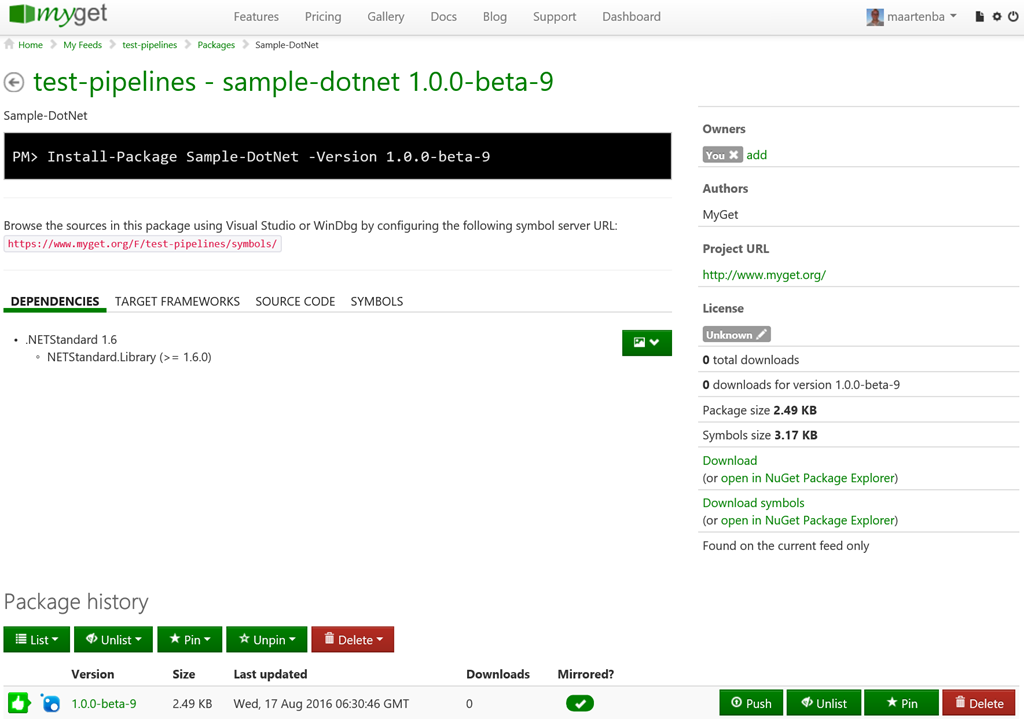 myget
Features Pricing Gallery Docs Blog Support Dashboard maartenba
Home My Feeds test-pipelines Packages Sample-DotNet
test-pipelines - sample-dotnet 1.0.0-beta-9
Sample-DotNet
PM> Install-Package Sample-DotNet -Version 1.0.0-beta-9
Browse the sources in this package using Visual Studio or WinDbg by configuring the following symbol server URL:
https://www.myget.org/F/test-pipelines/symbols/
DEPENDENCIES TARGET FRAMEWORKS SOURCE CODE SYMBOLS
.NETStandard 1.6
NETStandard.Library (>= 1.6.0)
Owners
You add
Authors
MyGet
Project URL
http://www.myget.org/
License
Unknown
0 total downloads
0 downloads for version 1.0.0-beta-9
Package size 2.49 KB
Symbols size 3.17 KB
Download
(or open in NuGet Package Explorer)
Download symbols
(or open in NuGet Package Explorer)
Found on the current feed only
Package history
List Unlist Pin Unpin Delete
Version Size Last updated Downloads Mirrored?
1.0.0-beta-9 2.49 KB Wed, 17 Aug 2016 06:30:46 GMT 0 Push Unlist Pin Delete